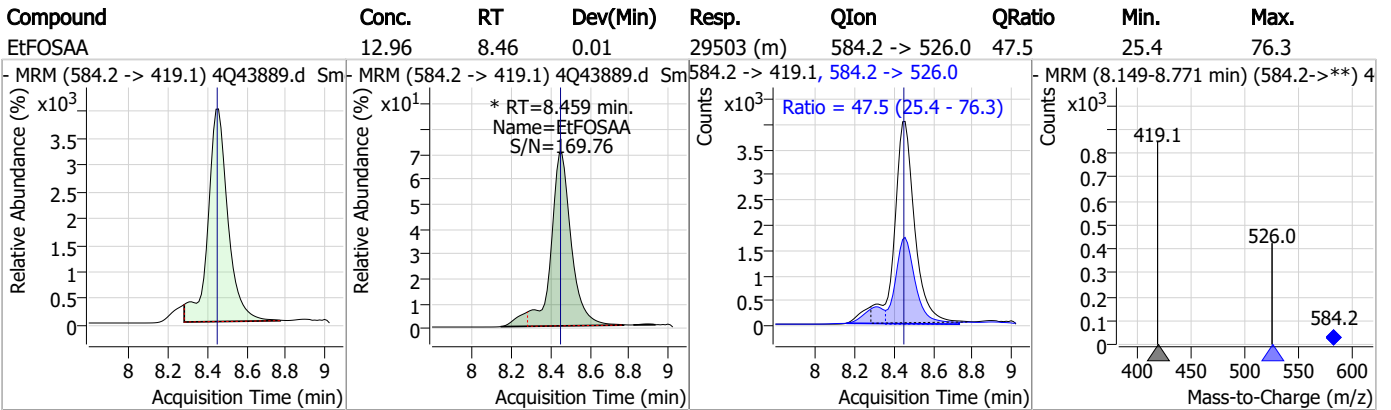 Compound Conc. RT Dev(Min) Resp. QIon QRatio Min. Max.
EtFOSAA 12.96 8.46 0.01 29503 (m) 584.2 -> 526.0 47.5 25.4 76.3
- MRM (584.2 -> 419.1) 4Q43889.d Sm
x10³
Relative Abundance (%)
3.5
3
2.5
2
1.5
1
0.5
0
8 8.2 8.4 8.6 8.8 9
Acquisition Time (min)
- MRM (584.2 -> 419.1) 4Q43889.d Sm
x10¹
* RT=8.459 min.
Name=EtFOSAA
S/N=169.76
Relative Abundance (%)
7
6
5
4
3
2
1
0
8 8.2 8.4 8.6 8.8 9
Acquisition Time (min)
584.2 -> 419.1, 584.2 -> 526.0
x10³
Ratio = 47.5 (25.4 - 76.3)
Counts
3.5
3
2.5
2
1.5
1
0.5
0
8 8.2 8.4 8.6 8.8 9
Acquisition Time (min)
- MRM (8.149-8.771 min) (584.2->**) 4
x10³
Counts
419.1
526.0
584.2
0.8
0.7
0.6
0.5
0.4
0.3
0.2
0.1
0
400 450 500 550 600
Mass-to-Charge (m/z)